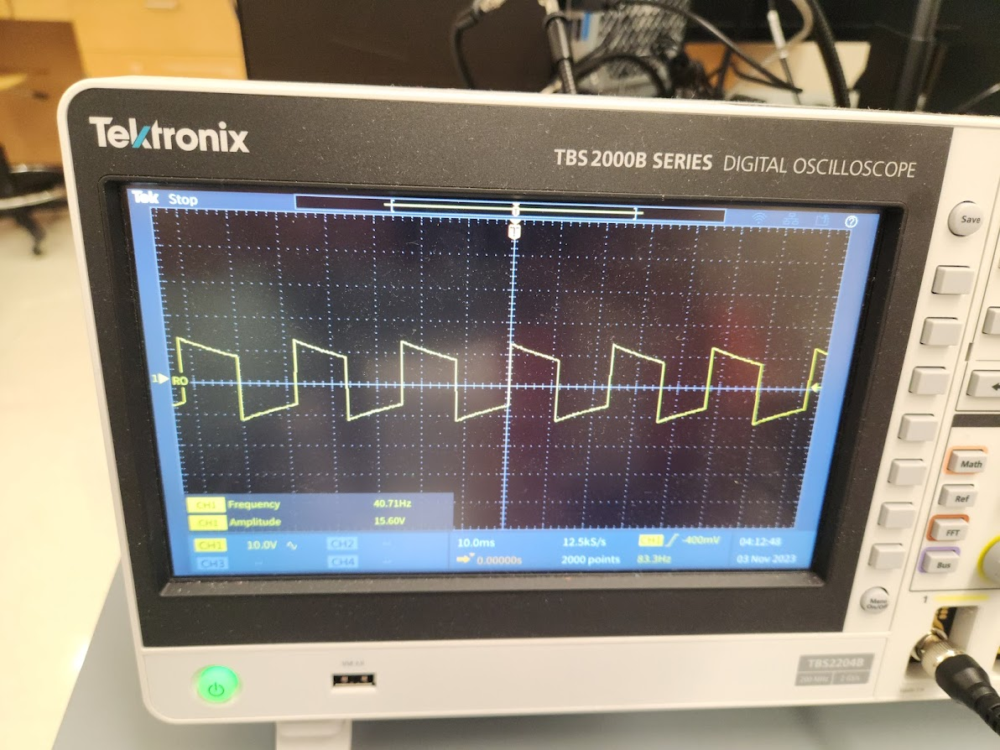 Tektronix
TBS 2000B SERIES DIGITAL OSCILLOSCOPE
Tek Stop
T
?
Save
1
RO
CH1 Frequency 40.71Hz
CH1 Amplitude 15.60V
CH1 10.0V CH2 --
CH3 -- CH4 --
10.0ms 12.5kS/s CH1 -400mV 04:12:48
0.00000s 2000 points 83.3Hz 03 Nov 2023
Math
Ref
FFT
Bus
Menu
On/Off
1
TBS2204B
200 MHz 2 GS/s